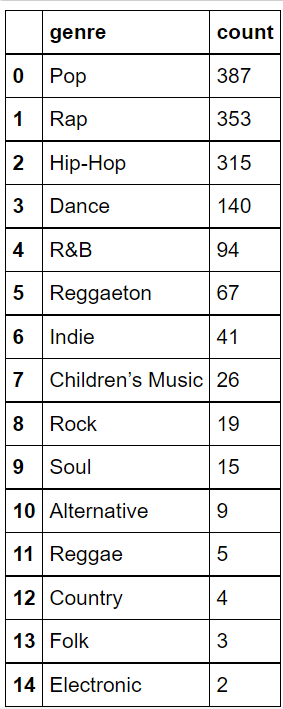 genre count
0 Pop 387
1 Rap 353
2 Hip-Hop 315
3 Dance 140
4 R&B 94
5 Reggaeton 67
6 Indie 41
7 Children’s Music 26
8 Rock 19
9 Soul 15
10 Alternative 9
11 Reggae 5
12 Country 4
13 Folk 3
14 Electronic 2